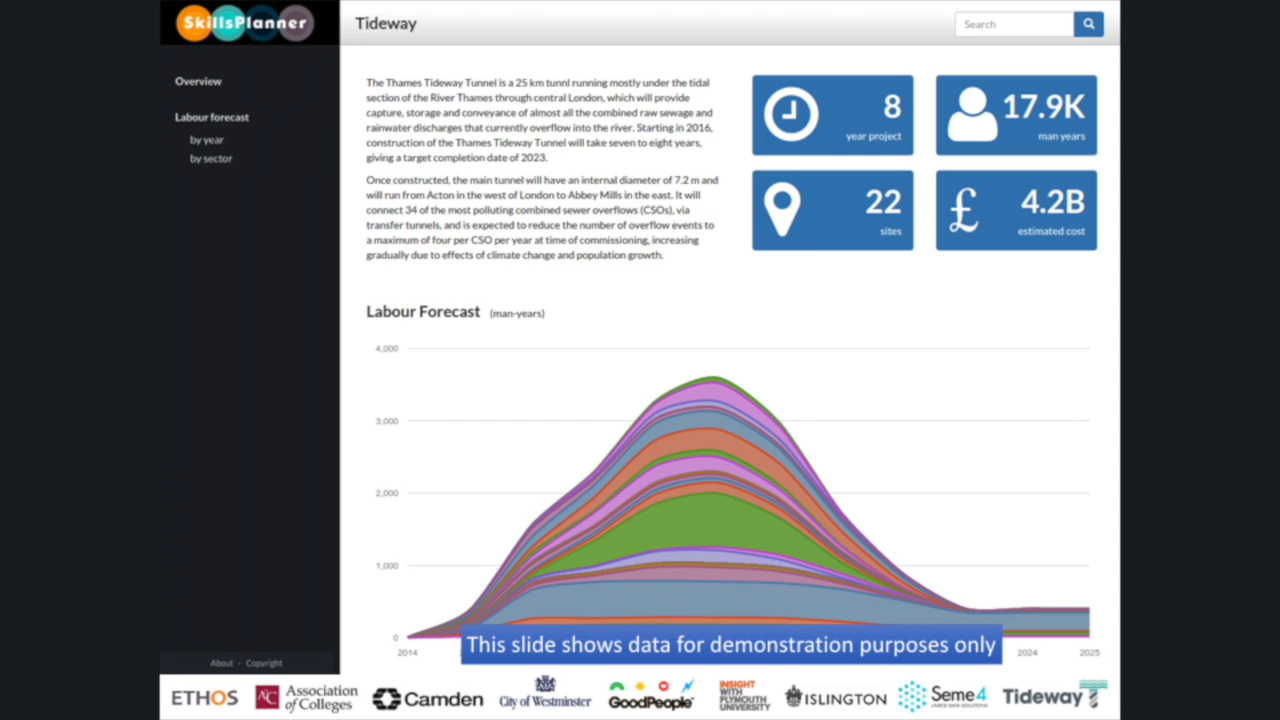 SkillsPlanner
Tideway
Search
Overview
Labour forecast
by year
by sector
The Thames Tideway Tunnel is a 25 km tunnl running mostly under the tidal
section of the River Thames through central London, which will provide
capture, storage and conveyance of almost all the combined raw sewage and
rainwater discharges that currently overflow into the river. Starting in 2016,
construction of the Thames Tideway Tunnel will take seven to eight years,
giving a target completion date of 2023.
Once constructed, the main tunnel will have an internal diameter of 7.2 m and
will run from Acton in the west of London to Abbey Mills in the east. It will
connect 34 of the most polluting combined sewer overflows (CSOs), via
transfer tunnels, and is expected to reduce the number of overflow events to
a maximum of four per CSO per year at time of commissioning, increasing
gradually due to effects of climate change and population growth.
8
year project
17.9K
man years
22
sites
£
4.2B
estimated cost
Labour Forecast (man-years)
4,000
3,000
2,000
1,000
0
2014
2024
2025
This slide shows data for demonstration purposes only
About - Copyright
ETHOS
AoC
Association
of Colleges
Camden
City of Westminster
GoodPeople
INSIGHT
WITH
PLYMOUTH
UNIVERSITY
ISLINGTON
Seme4
Tideway